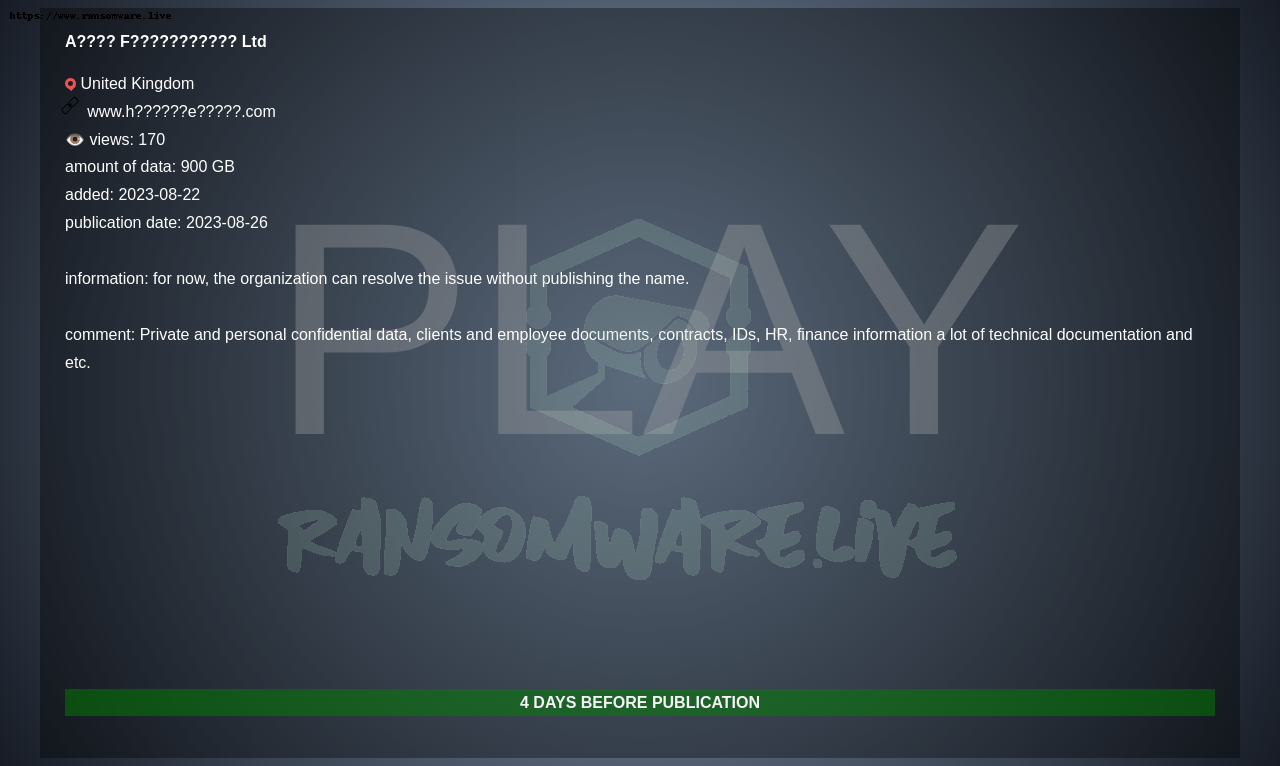 https://www.ransomware.live
A???? F??????????? Ltd
United Kingdom
www.h??????e?????.com
views: 170
amount of data: 900 GB
added: 2023-08-22
publication date: 2023-08-26
information: for now, the organization can resolve the issue without publishing the name.
comment: Private and personal confidential data, clients and employee documents, contracts, IDs, HR, finance information a lot of technical documentation and
etc.
PLAY
RANSOMWARE.LIVE
4 DAYS BEFORE PUBLICATION